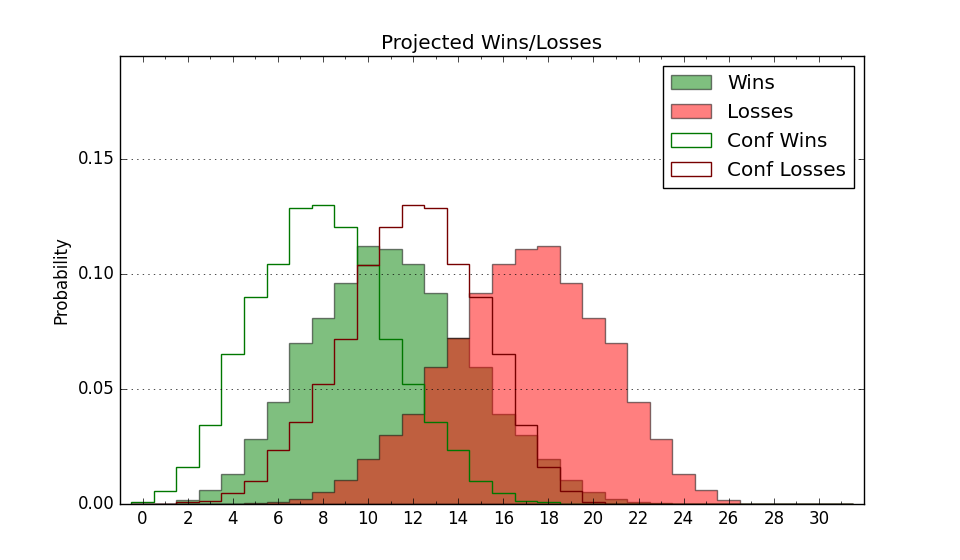 Projected Wins/Losses
Wins
Losses
Conf Wins
Conf Losses
Probability
0.15
0.10
0.05
0.00
0 2 4 6 8 10 12 14 16 18 20 22 24 26 28 30